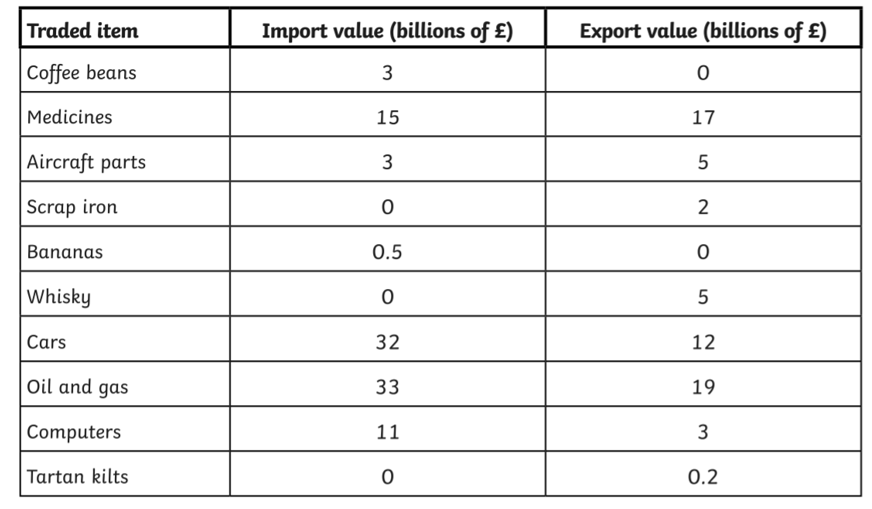 Traded item Import value (billions of £) Export value (billions of £)
Coffee beans 3 0
Medicines 15 17
Aircraft parts 3 5
Scrap iron 0 2
Bananas 0.5 0
Whisky 0 5
Cars 32 12
Oil and gas 33 19
Computers 11 3
Tartan kilts 0 0.2